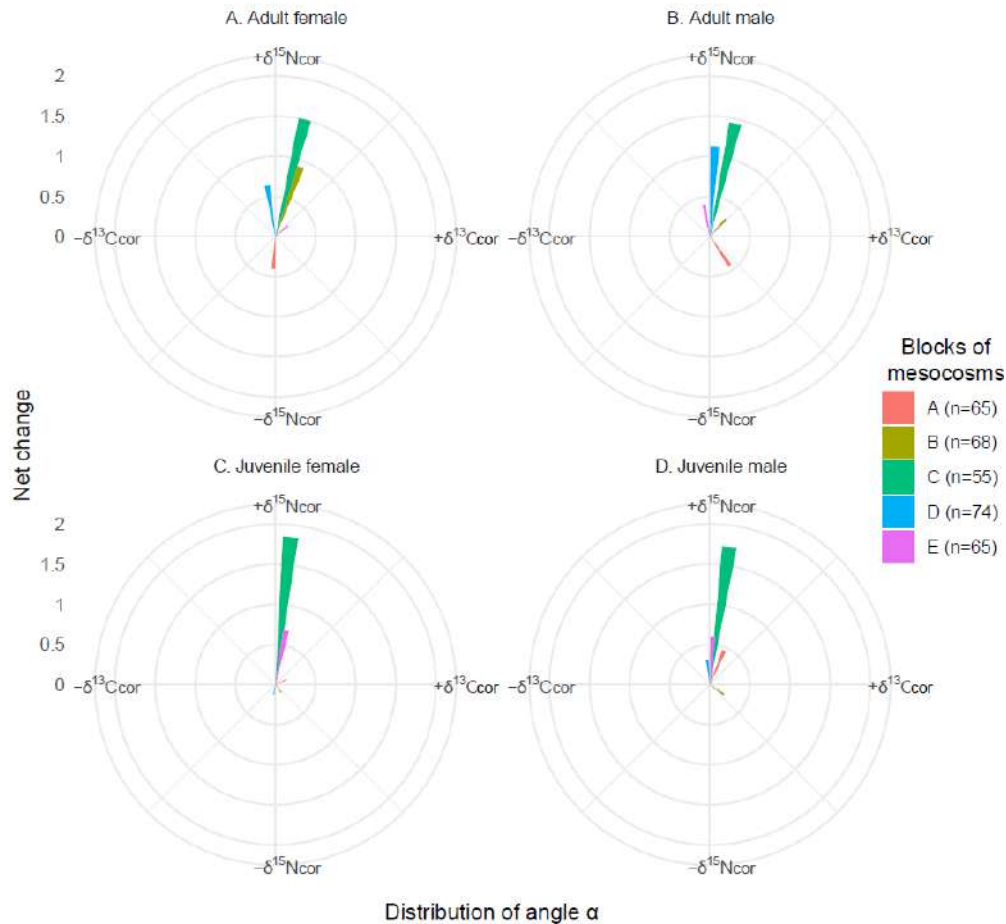 A. Adult female
B. Adult male
+δ¹⁵Ncor
+δ¹⁵Ncor
2
1.5
1
0.5
0
−δ¹³Ccor
+δ¹³Ccor
−δ¹³Ccor
+δ¹³Ccor
−δ¹⁵Ncor
−δ¹⁵Ncor
Net change
C. Juvenile female
D. Juvenile male
+δ¹⁵Ncor
+δ¹⁵Ncor
2
1.5
1
0.5
0
−δ¹³Ccor
+δ¹³Ccor
−δ¹³Ccor
+δ¹³Ccor
−δ¹⁵Ncor
−δ¹⁵Ncor
Distribution of angle α
Blocks of
mesocosms
A (n=65)
B (n=68)
C (n=55)
D (n=74)
E (n=65)